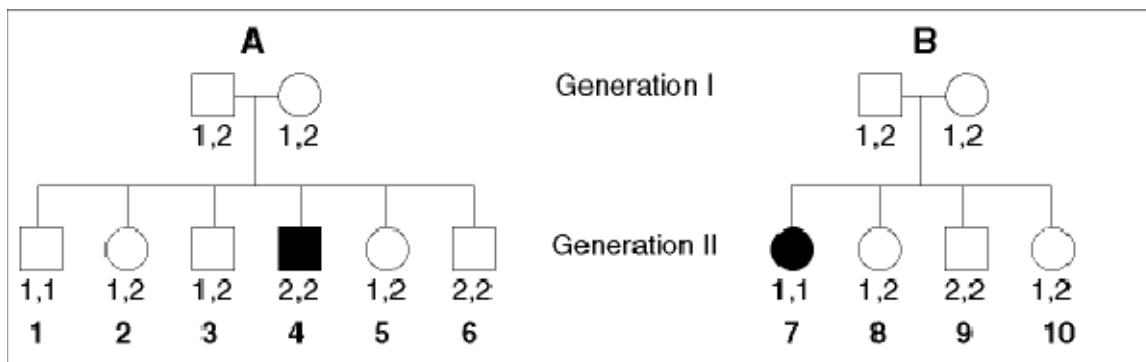 A B
Generation I
1,2 1,2 1,2 1,2
Generation II
1,1 1,2 1,2 2,2 1,2 2,2 1,1 1,2 2,2 1,2
1 2 3 4 5 6 7 8 9 10